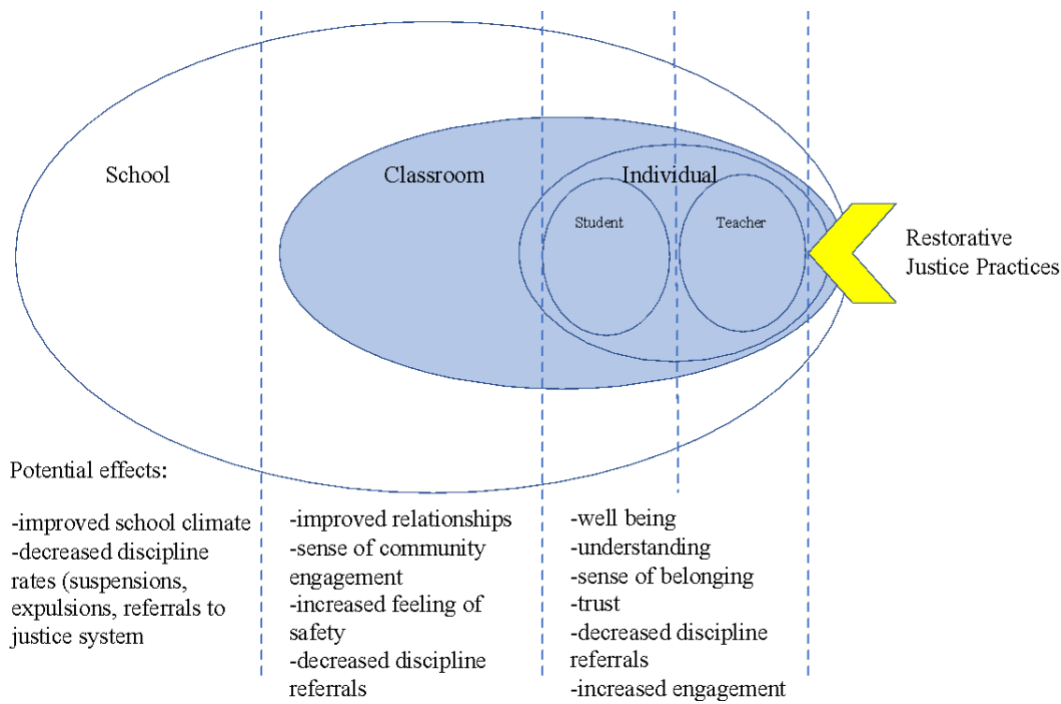 School
Classroom
Individual
Student
Teacher
Restorative
Justice Practices
Potential effects:
-improved school climate
-decreased discipline
rates (suspensions,
expulsions, referrals to
justice system
-improved relationships
-sense of community
engagement
-increased feeling of
safety
-decreased discipline
referrals
-well being
-understanding
-sense of belonging
-trust
-decreased discipline
referrals
-increased engagement